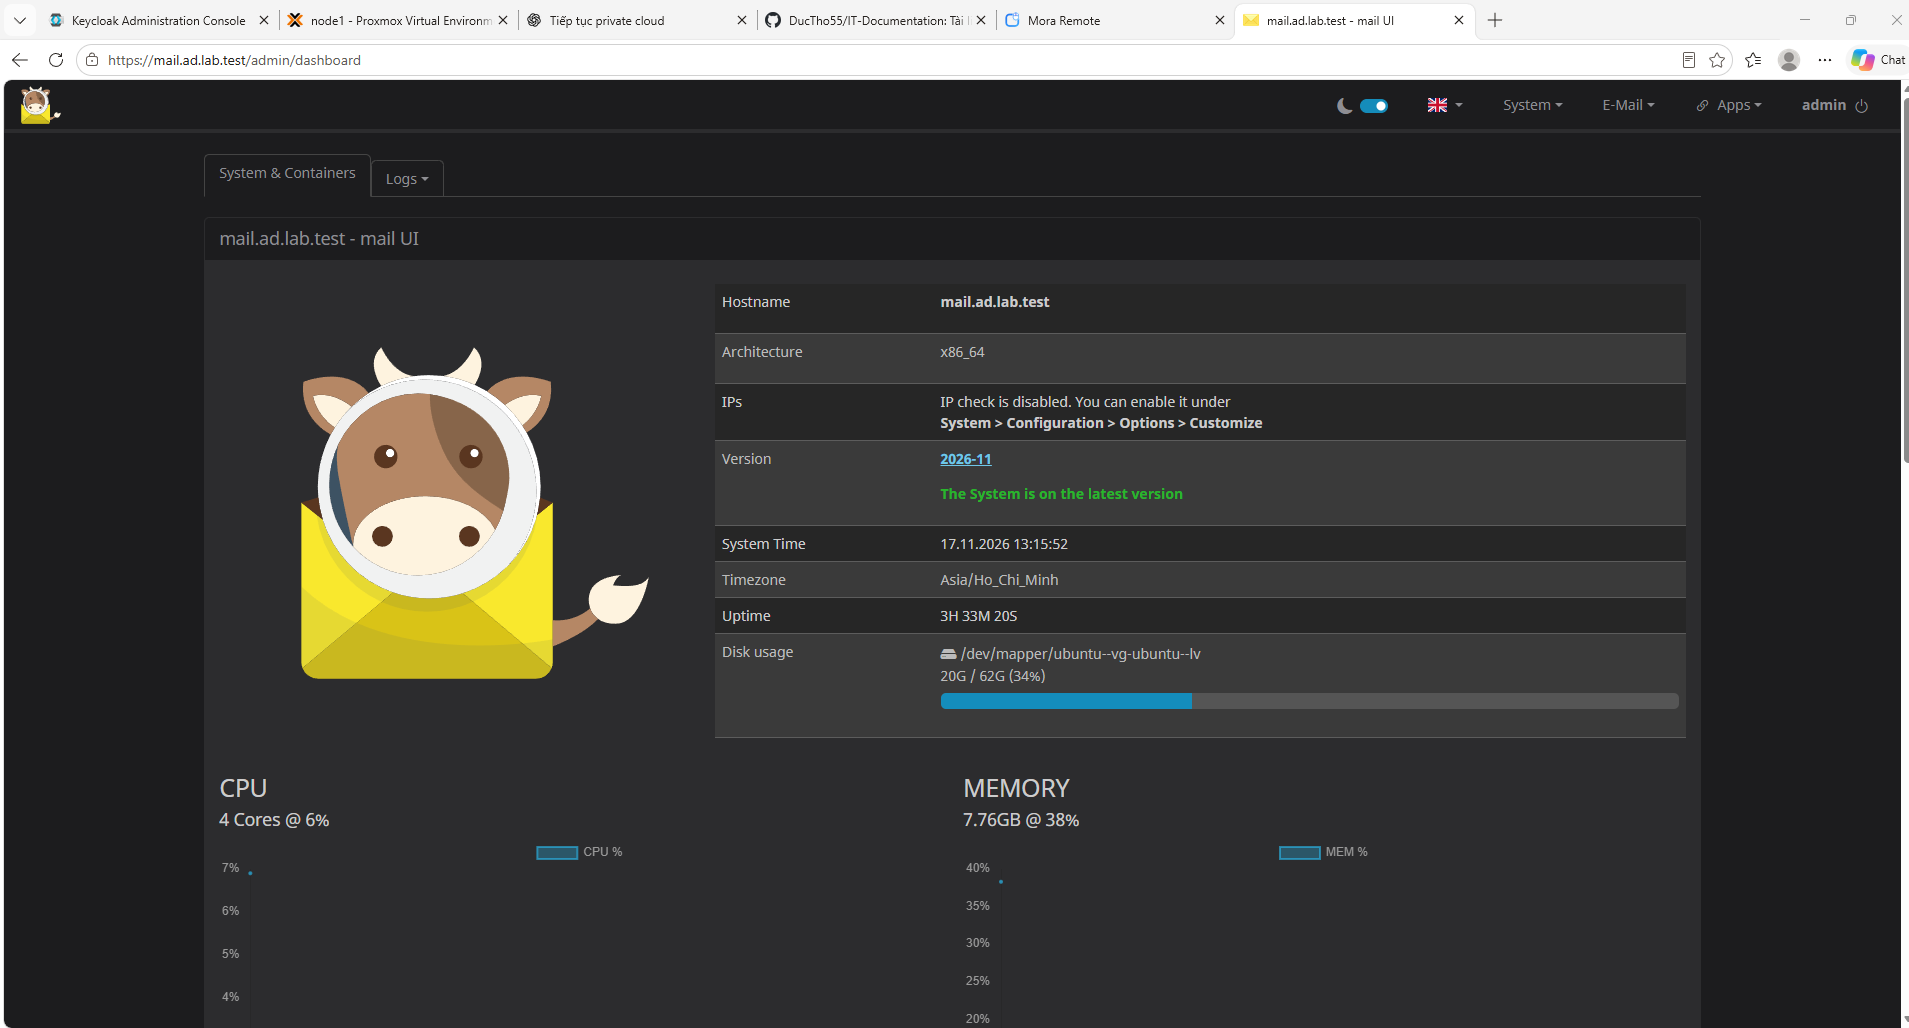 Keycloak Administration Console
node1 - Proxmox Virtual Environm
Tiếp tục private cloud
DucTho55/IT-Documentation: Tài l
Mora Remote
mail.ad.lab.test - mail UI
https://mail.ad.lab.test/admin/dashboard
Chat
System
E-Mail
Apps
admin
System & Containers
Logs
mail.ad.lab.test - mail UI
Hostname mail.ad.lab.test
Architecture x86_64
IPs IP check is disabled. You can enable it under
System > Configuration > Options > Customize
Version 2026-11
The System is on the latest version
System Time 17.11.2026 13:15:52
Timezone Asia/Ho_Chi_Minh
Uptime 3H 33M 20S
Disk usage /dev/mapper/ubuntu--vg-ubuntu--lv
20G / 62G (34%)
CPU
4 Cores @ 6%
CPU %
7%
6%
5%
4%
MEMORY
7.76GB @ 38%
MEM %
40%
35%
30%
25%
20%